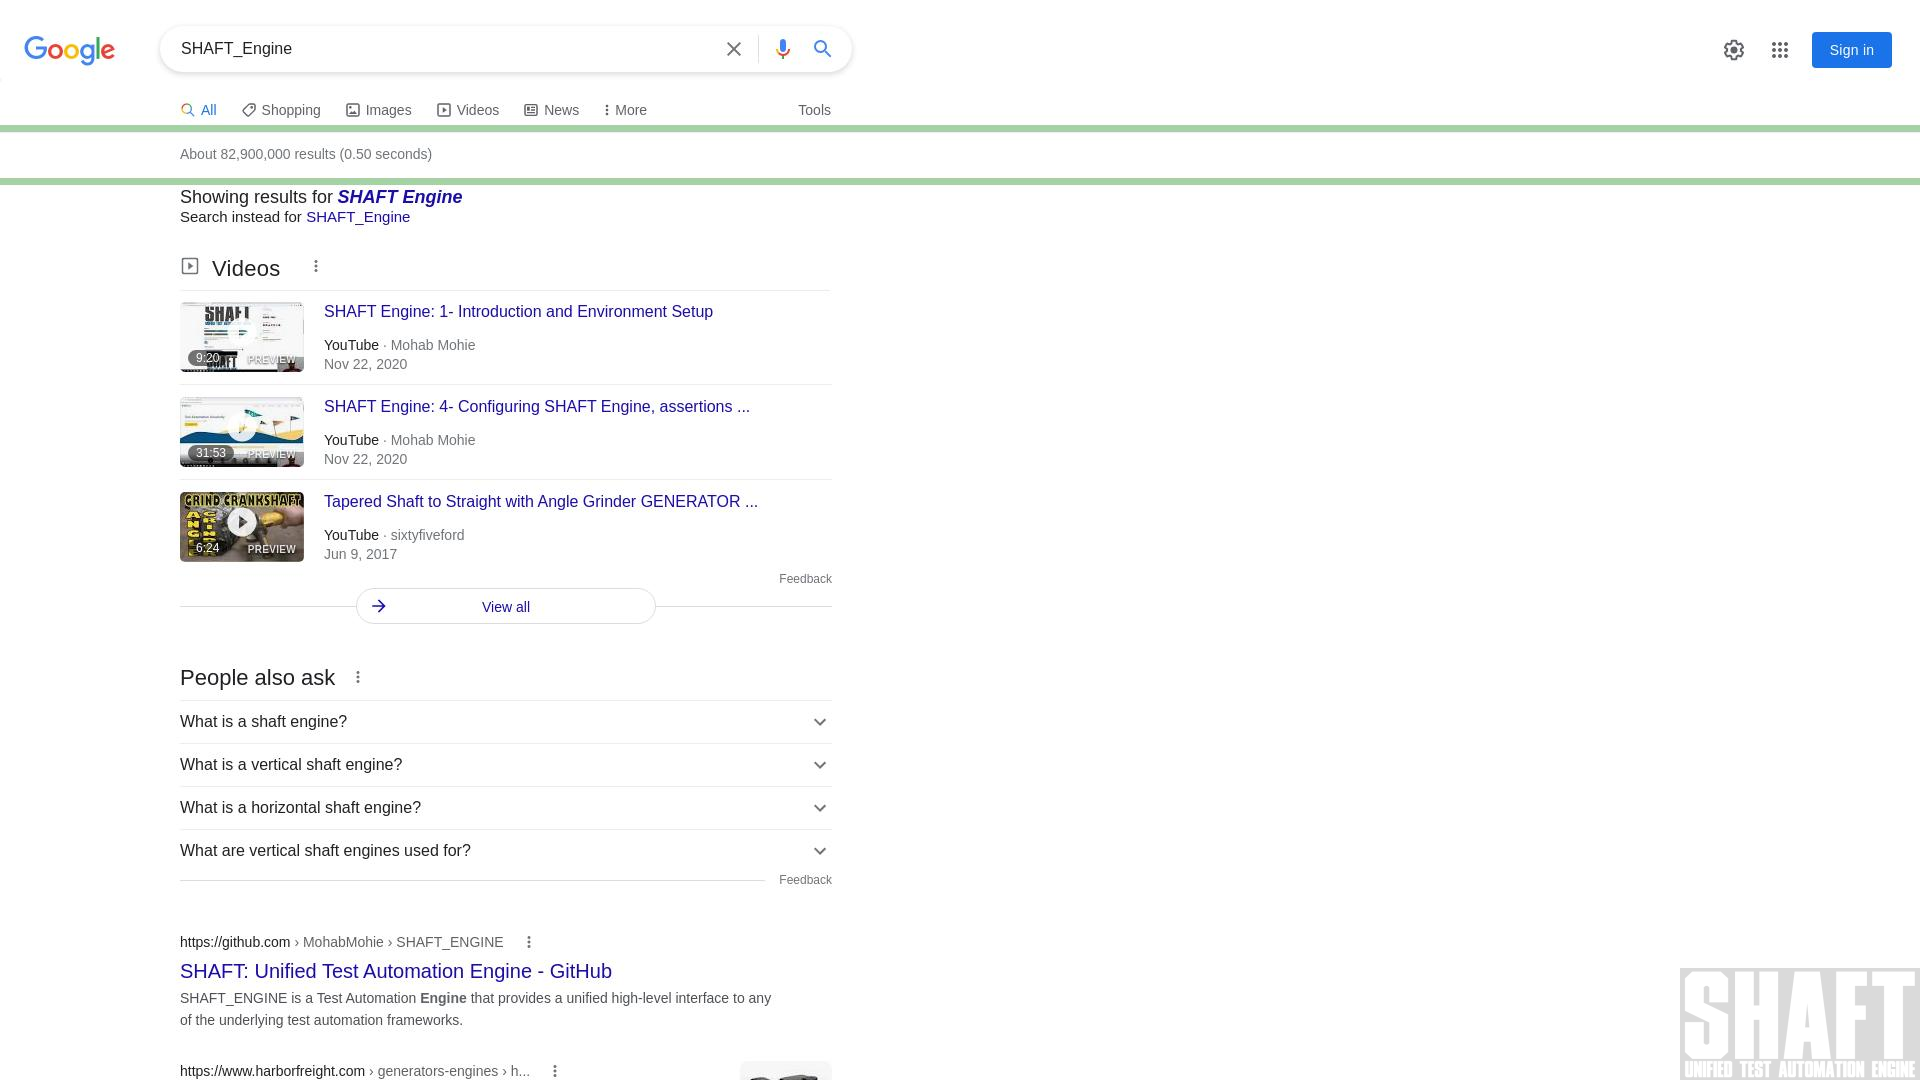 Google
SHAFT_Engine
Sign in
All
Shopping
Images
Videos
News
More
Tools
About 82,900,000 results (0.50 seconds)
Showing results for SHAFT Engine
Search instead for SHAFT_Engine
Videos
SHAFT
9:20
PREVIEW
SHAFT Engine: 1- Introduction and Environment Setup
YouTube · Mohab Mohie
Nov 22, 2020
31:53
PREVIEW
SHAFT Engine: 4- Configuring SHAFT Engine, assertions ...
YouTube · Mohab Mohie
Nov 22, 2020
GRIND CRANKSHAFT
ANGLE
GRINDER
6:24
PREVIEW
Tapered Shaft to Straight with Angle Grinder GENERATOR ...
YouTube · sixtyfiveford
Jun 9, 2017
Feedback
View all
People also ask
What is a shaft engine?
What is a vertical shaft engine?
What is a horizontal shaft engine?
What are vertical shaft engines used for?
Feedback
https://github.com › MohabMohie › SHAFT_ENGINE
SHAFT: Unified Test Automation Engine - GitHub
SHAFT_ENGINE is a Test Automation Engine that provides a unified high-level interface to any
of the underlying test automation frameworks.
https://www.harborfreight.com › generators-engines › h...
SHAFT
UNIFIED TEST AUTOMATION ENGINE